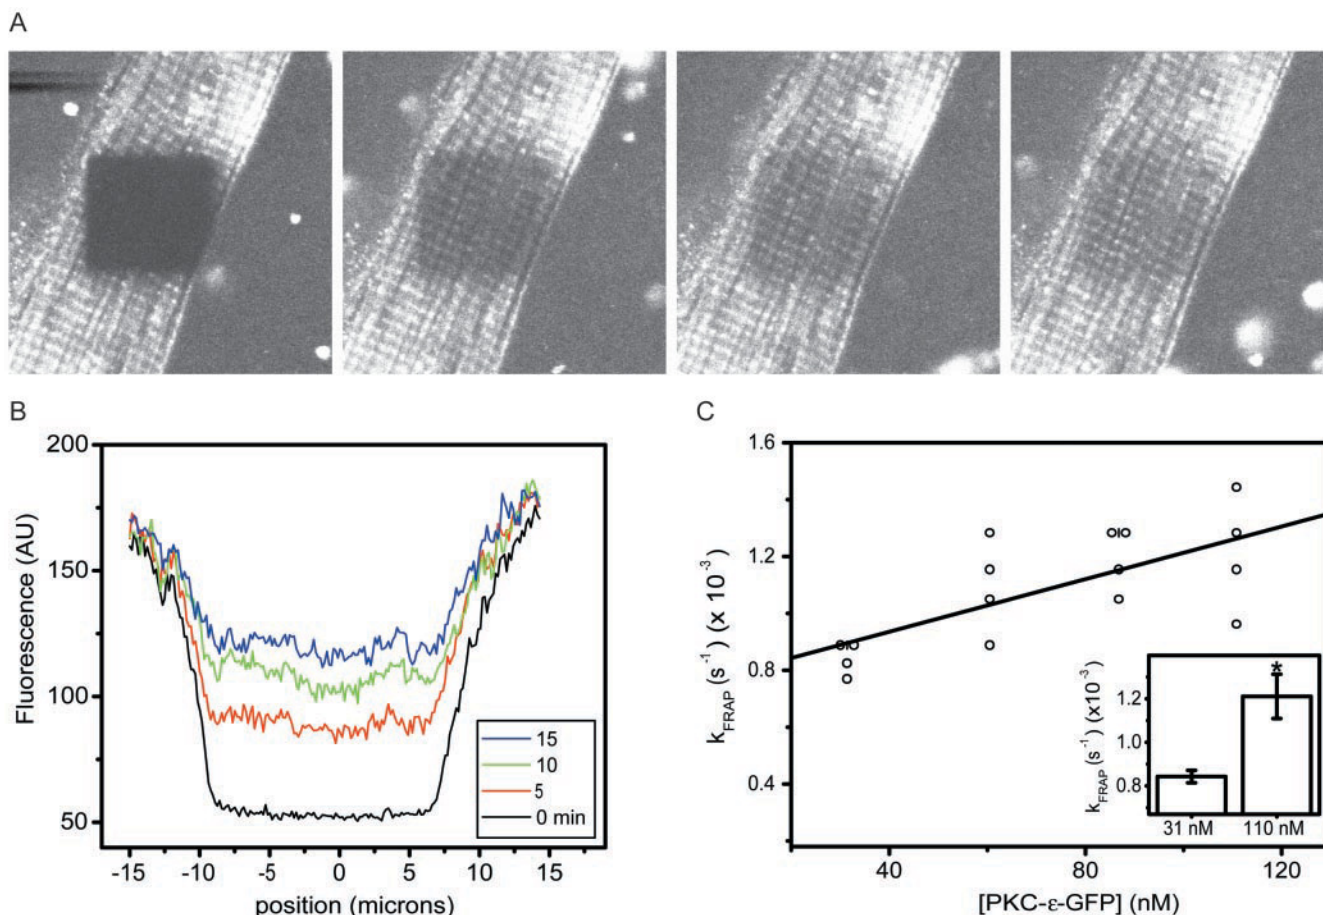 A
B
200
150
100
50
Fluorescence (AU)
15
10
5
0 min
-15
-10
-5
0
5
10
15
position (microns)
C
1.6
1.2
0.8
0.4
k_FRAP (s⁻¹) (x 10⁻³)
40
80
120
[PKC-ε-GFP] (nM)
1.2
1.0
0.8
k_FRAP (s⁻¹) (x10⁻³)
*
31 nM
110 nM